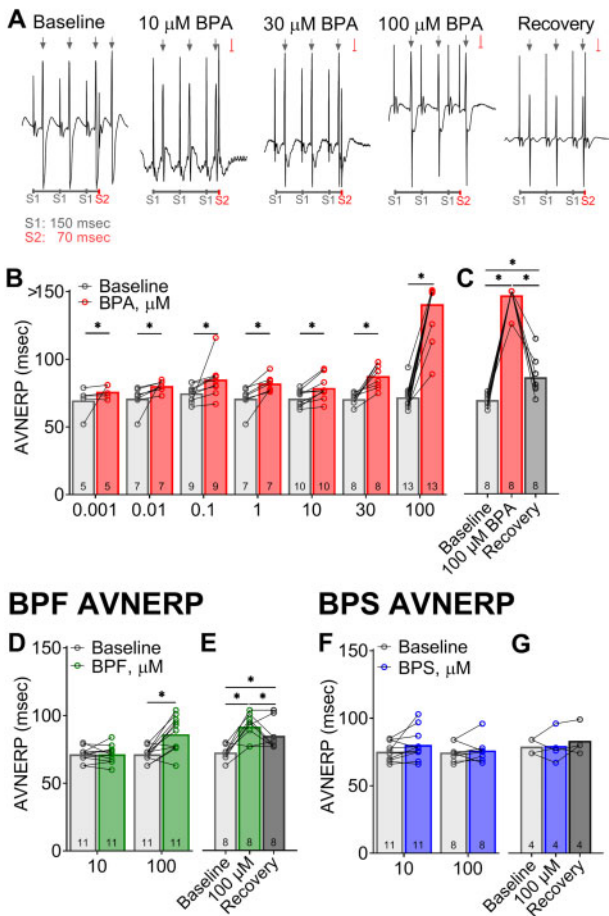 A Baseline 10 μM BPA 30 μM BPA 100 μM BPA Recovery
S1 S1 S1 S2 S1 S1 S1 S2 S1 S1 S1 S2 S1 S1 S1 S2 S1 S1 S1 S2
S1: 150 msec
S2: 70 msec
B
AVNERP (msec)
>150
100
50
0
Baseline
BPA, μM
* * * * * * *
5 5 7 7 9 9 7 7 10 10 8 8 13 13
0.001 0.01 0.1 1 10 30 100
C
*
* *
8 8 8
Baseline
100 μM BPA
Recovery
BPF AVNERP
D
AVNERP (msec)
150
100
50
0
Baseline
BPF, μM
*
11 11 11 11
10 100
E
*
* *
8 8 8
Baseline
100 μM
Recovery
BPS AVNERP
F
AVNERP (msec)
150
100
50
0
Baseline
BPS, μM
11 11 8 8
10 100
G
4 4 4
Baseline
100 μM
Recovery